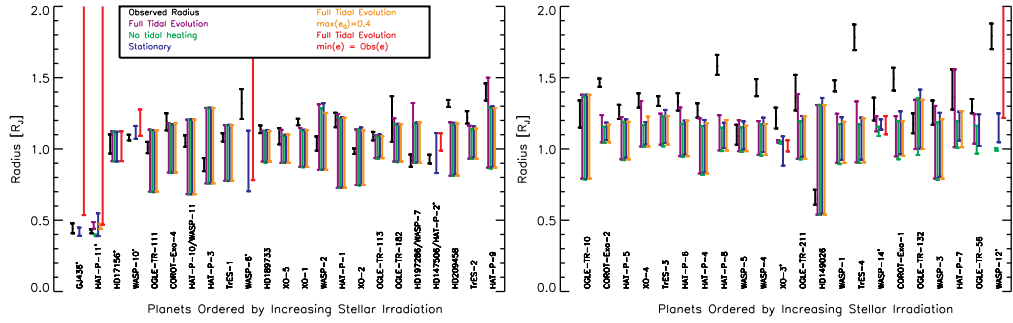 Observed Radius
Full Tidal Evolution
No tidal heating
Stationary
Full Tidal Evolution
max(e₀)=0.4
Full Tidal Evolution
min(e) = Obs(e)
Radius [RJ]
2.0
1.5
1.0
0.5
0.0
GJ436*
HAT-P-11*
HD17156*
WASP-10*
OGLE-TR-111
COROT-Exo-4
HAT-P-10/WASP-11
HAT-P-3
TrES-1
WASP-6*
HD189733
XO-5
XO-1
WASP-2
HAT-P-1
XO-2
OGLE-TR-113
OGLE-TR-182
HD197286/WASP-7
HD147506/HAT-P-2*
HD209458
TrES-2
HAT-P-9
Planets Ordered by Increasing Stellar Irradiation
Radius [RJ]
2.0
1.5
1.0
0.5
0.0
OGLE-TR-10
COROT-Exo-2
HAT-P-5
XO-4
TrES-3
HAT-P-6
HAT-P-4
HAT-P-8
WASP-5
WASP-4
XO-3*
OGLE-TR-211
HD149026
WASP-1
TrES-4
WASP-14*
COROT-Exo-1
OGLE-TR-132
WASP-3
HAT-P-7
OGLE-TR-56
WASP-12*
Planets Ordered by Increasing Stellar Irradiation